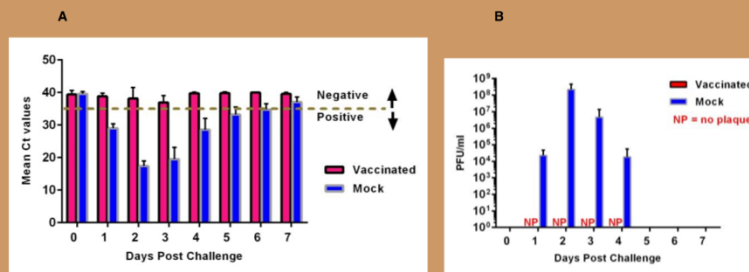 A
B
50
40
30
20
10
0
Mean Ct values
Negative
Positive
Vaccinated
Mock
0 1 2 3 4 5 6 7
Days Post Challenge
10⁹
10⁸
10⁷
10⁶
10⁵
10⁴
10³
10²
10¹
10⁰
PFU/ml
Vaccinated
Mock
NP = no plaque
NP NP NP NP
0 1 2 3 4 5 6 7
Days Post Challenge